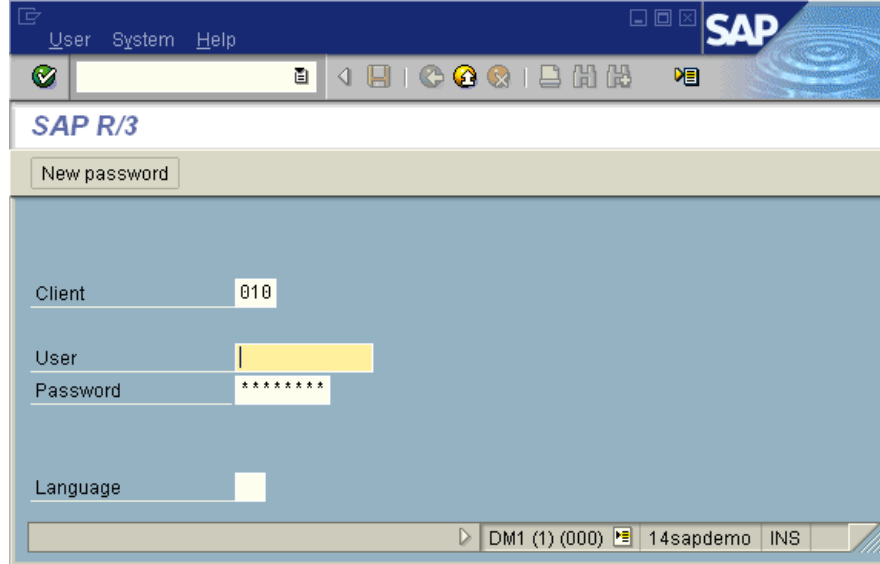 User System Help
SAP
SAP R/3
New password
Client 010
User
Password ********
Language
DM1 (1) (000) 14sapdemo INS